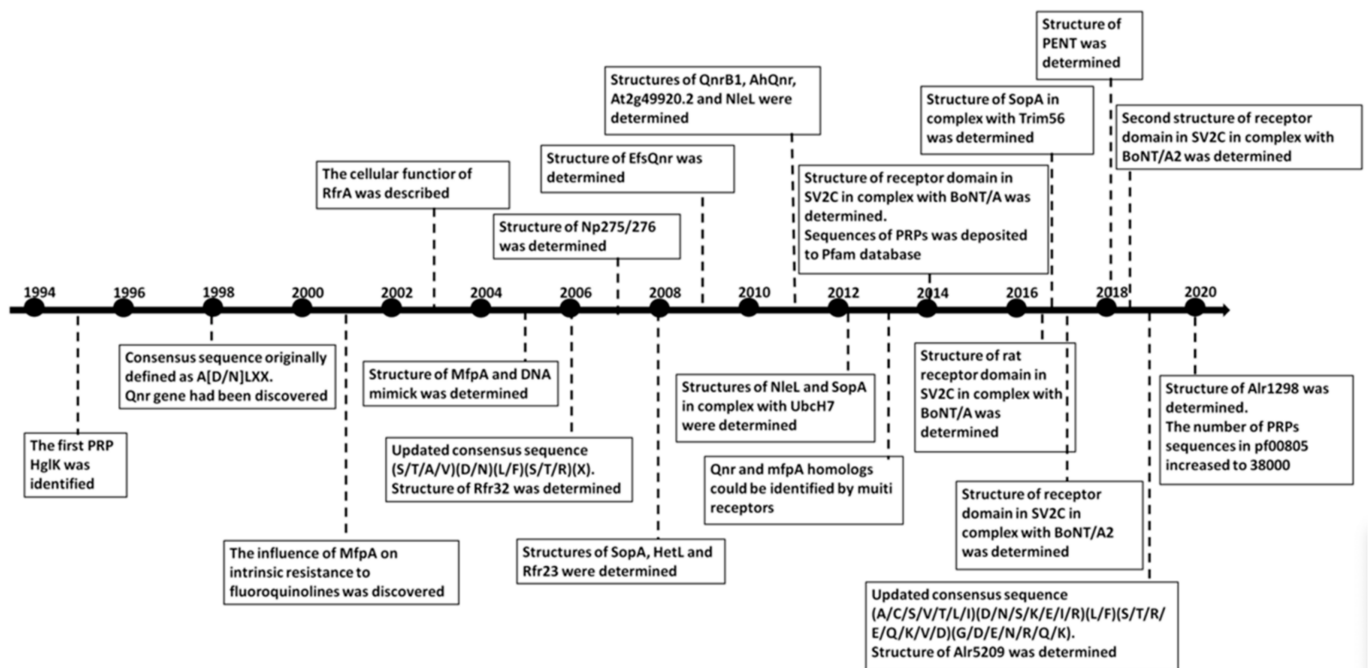 Structure of
PENT was
determined
Structures of QnrB1, AhQnr,
At2g49920.2 and NleL were
determined
Structure of SopA in
complex with Trim56
was determined
Second structure of receptor
domain in SV2C in complex with
BoNT/A2 was determined
The cellular functior of
RfrA was described
Structure of EfsQnr was
determined
Structure of receptor domain in
SV2C in complex with BoNT/A was
determined.
Sequences of PRPs was deposited
to Pfam database
Structure of Np275/276
was determined
1994 1996 1998 2000 2002 2004 2006 2008 2010 2012 2014 2016 2018 2020
Consensus sequence originally
defined as A[D/N]LXX.
Qnr gene had been discovered
Structure of MfpA and DNA
mimick was determined
Structures of NleL and SopA
in complex with UbcH7
were determined
Structure of rat
receptor domain in
SV2C in complex with
BoNT/A was
determined
Structure of Alr1298 was
determined.
The number of PRPs
sequences in pf00805
increased to 38000
The first PRP
HglK was
identified
Updated consensus sequence
(S/T/A/V)(D/N)(L/F)(S/T/R)(X).
Structure of Rfr32 was determined
Qnr and mfpA homologs
could be identified by muiti
receptors
Structure of receptor
domain in SV2C in
complex with BoNT/A2
was determined
The influence of MfpA on
intrinsic resistance to
fluoroquinolines was discovered
Structures of SopA, HetL and
Rfr23 were determined
Updated consensus sequence
(A/C/S/V/T/L/I)(D/N/S/K/E/I/R)(L/F)(S/T/R/
E/Q/K/V/D)(G/D/E/N/R/Q/K).
Structure of Alr5209 was determined